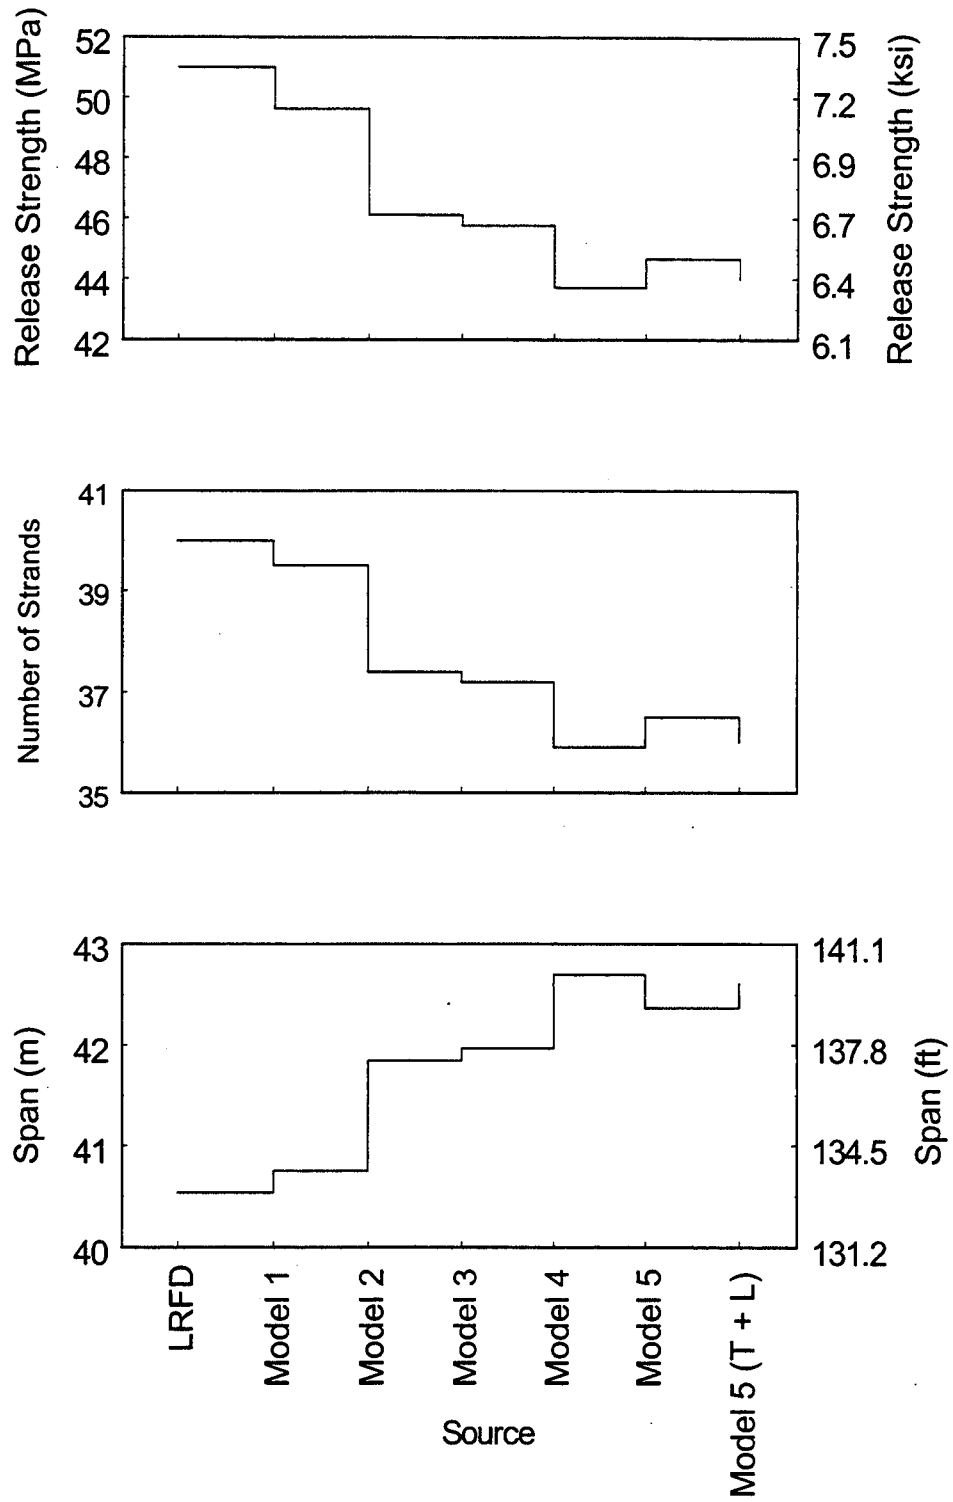 Release Strength (MPa)
52
50
48
46
44
42
7.5
7.2
6.9
6.7
6.4
6.1
Release Strength (ksi)
Number of Strands
41
39
37
35
Span (m)
43
42
41
40
141.1
137.8
134.5
131.2
Span (ft)
LRFD
Model 1
Model 2
Model 3
Model 4
Model 5
Model 5 (T + L)
Source